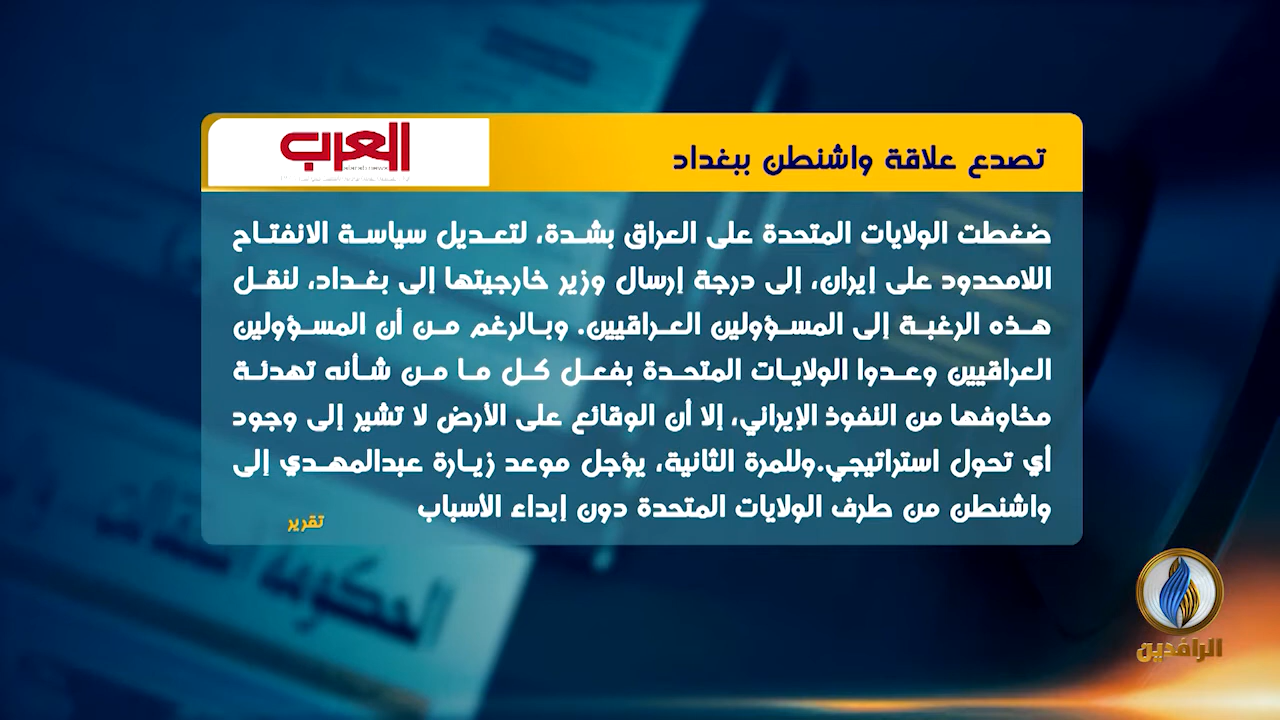 العرب
تصدع علاقة واشنطن ببغداد
ضغطت الولايات المتحدة على العراق بشدة، لتعديل سياسة الانفتاح
اللامحدود على إيران، إلى درجة إرسال وزير خارجيتها إلى بغداد، لنقل
هذه الرغبة إلى المسؤولين العراقيين. وبالرغم من أن المسؤولين
العراقيين وعدوا الولايات المتحدة بفعل كل ما من شأنه تهدئة
مخاوفها من النفوذ الإيراني، إلا أن الوقائع على الأرض لا تشير إلى وجود
أي تحول استراتيجي.وللمرة الثانية، يؤجل موعد زيارة عبدالمهدي إلى
واشنطن من طرف الولايات المتحدة دون إبداء الأسباب
تقرير
الحكومة
الرافدين